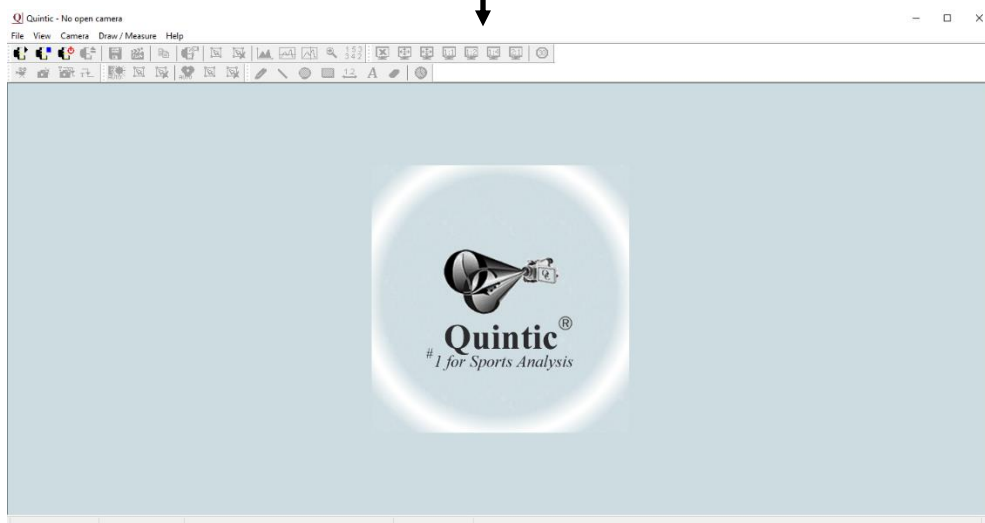 Quintic - No open camera
File View Camera Draw / Measure Help
Quintic®
#1 for Sports Analysis